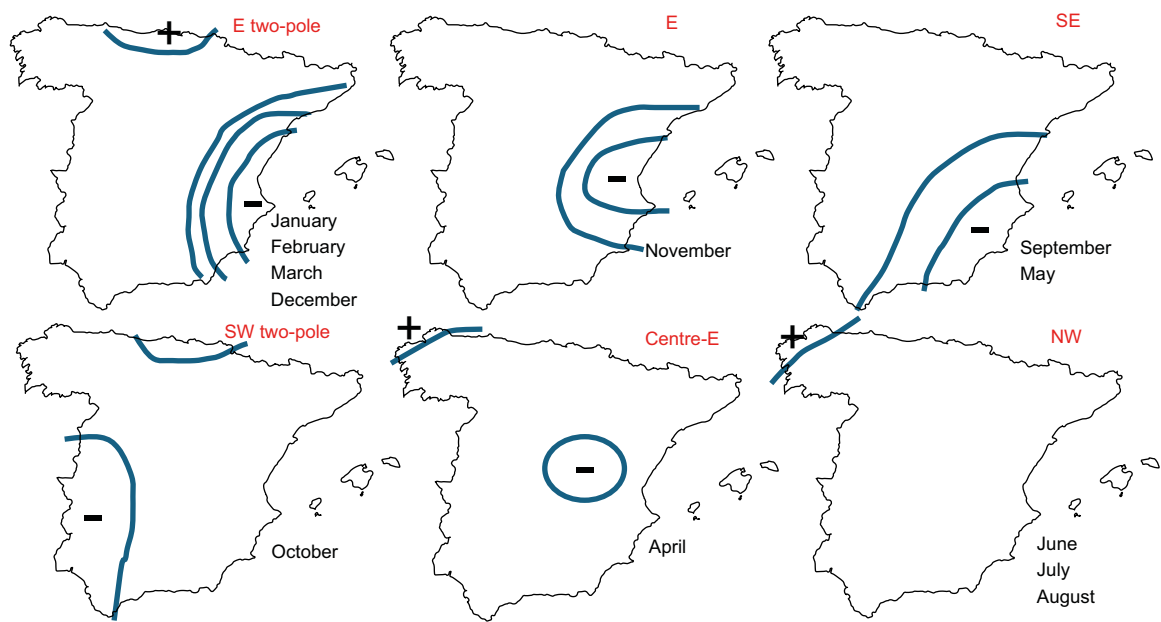 E two-pole
+
-
January
February
March
December
E
-
November
SE
-
September
May
SW two-pole
-
October
+
Centre-E
-
April
+
NW
June
July
August